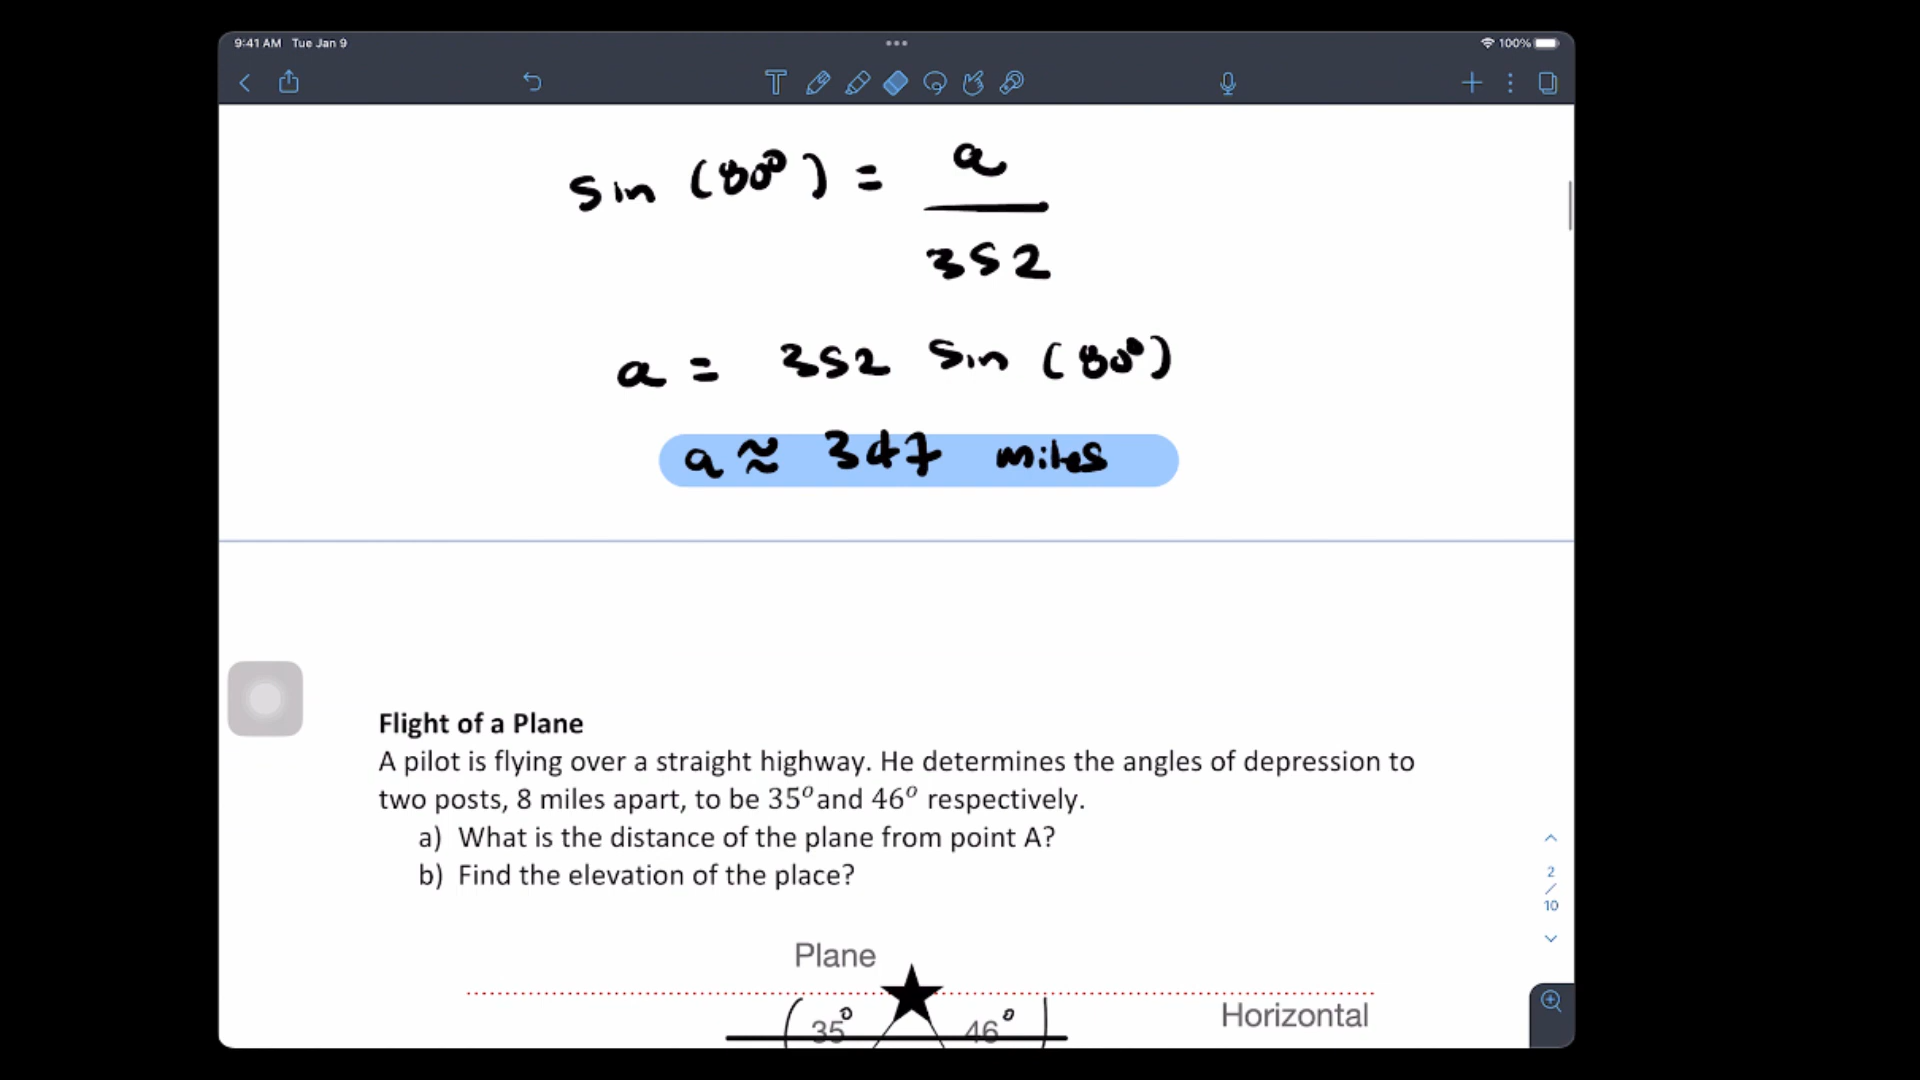 9:41 AM Tue Jan 9
100%
sin (80°) = a
352
a = 352 sin (80°)
a ≈ 347 miles
Flight of a Plane
A pilot is flying over a straight highway. He determines the angles of depression to
two posts, 8 miles apart, to be 35° and 46° respectively.
a) What is the distance of the plane from point A?
b) Find the elevation of the place?
2
/
10
Plane
Horizontal
35° 46°